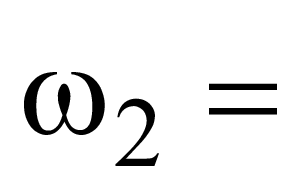 ω₂ =